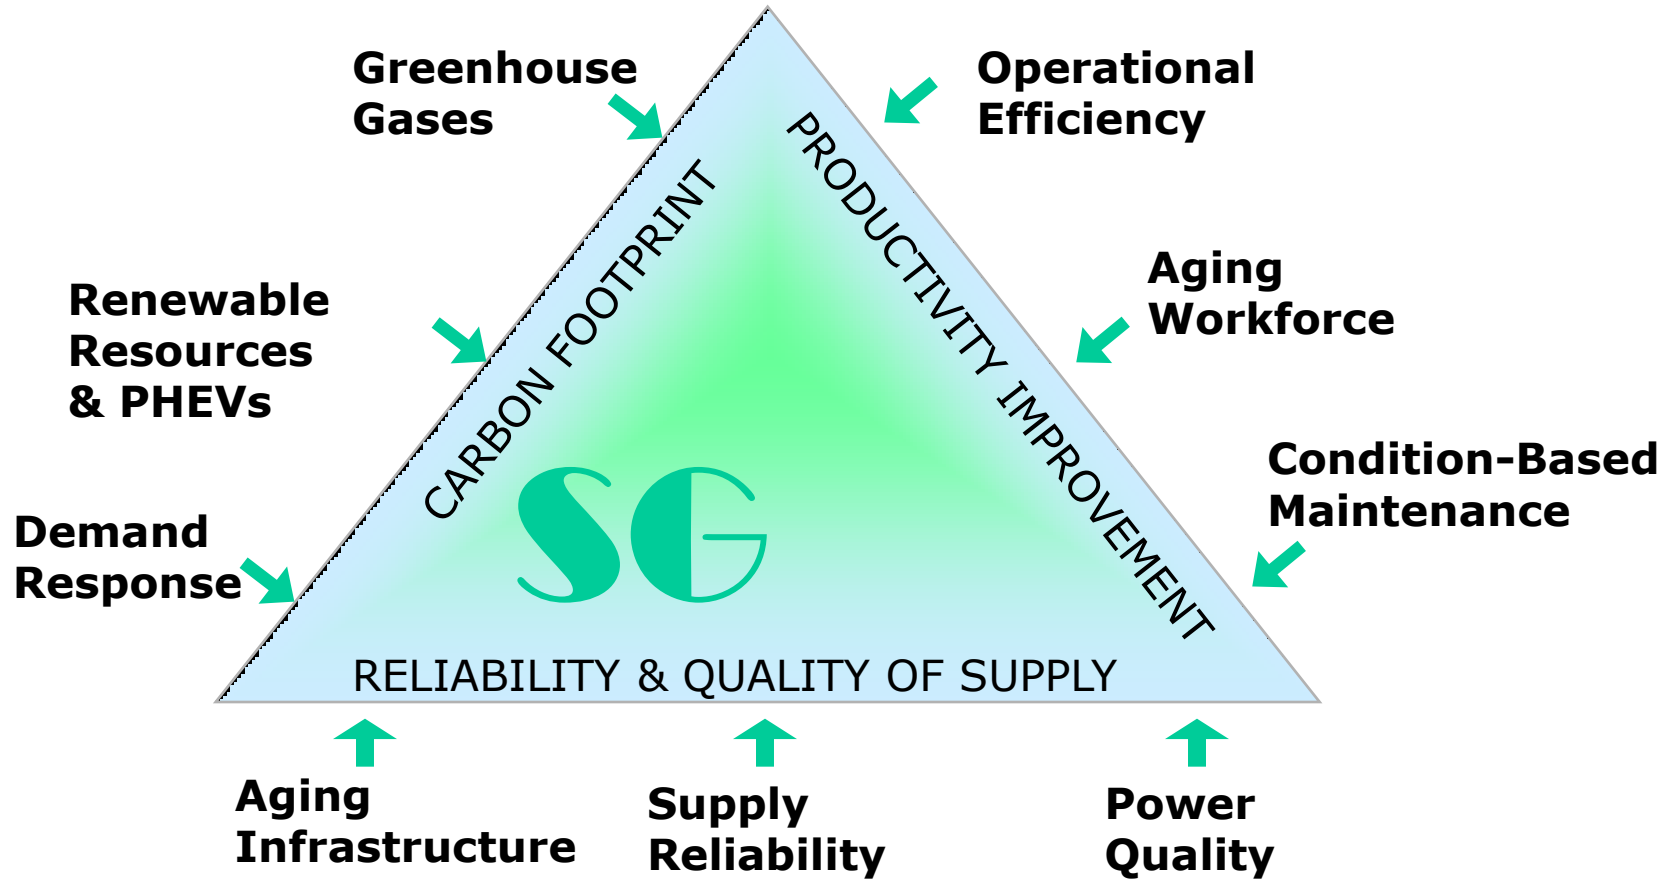 Greenhouse
Gases
Operational
Efficiency
Renewable
Resources
& PHEVs
Aging
Workforce
Demand
Response
Condition-Based
Maintenance
CARBON FOOTPRINT
PRODUCTIVITY IMPROVEMENT
SG
RELIABILITY & QUALITY OF SUPPLY
Aging
Infrastructure
Supply
Reliability
Power
Quality